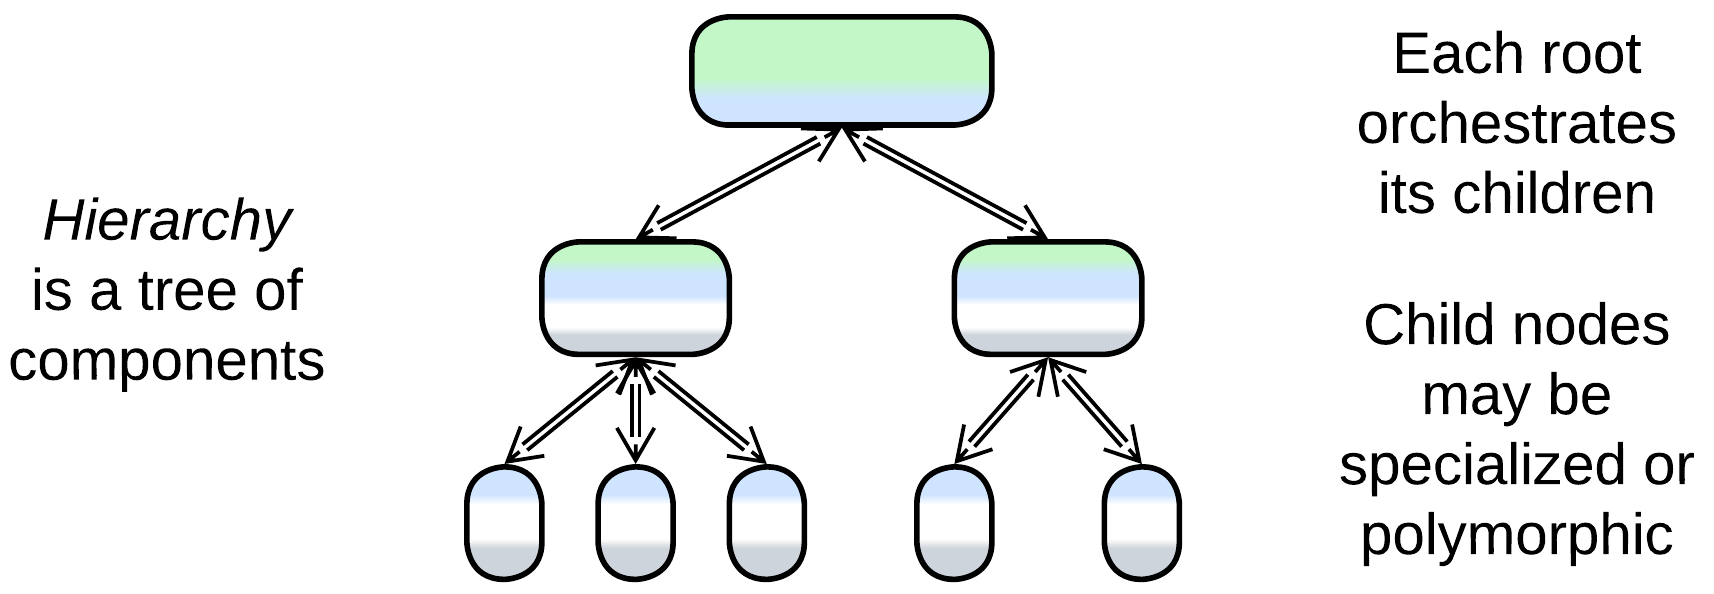 Hierarchy
is a tree of
components
Each root
orchestrates
its children
Child nodes
may be
specialized or
polymorphic